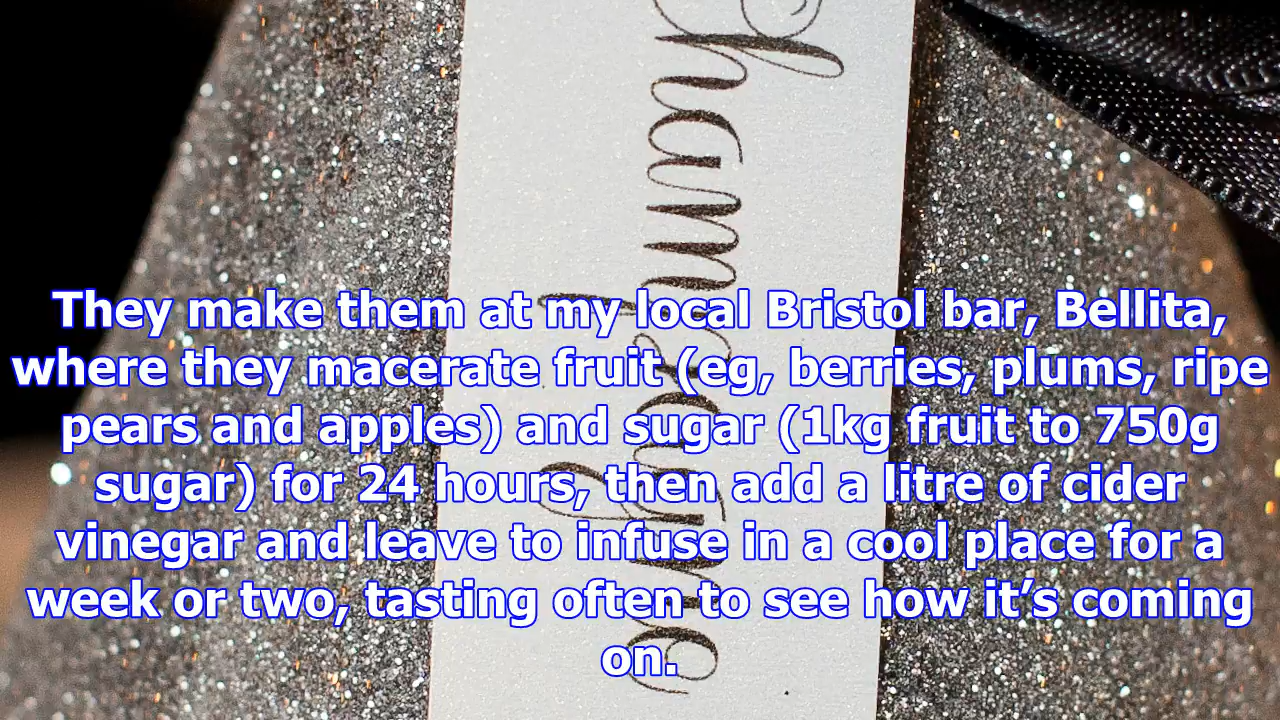 Champagne
They make them at my local Bristol bar, Bellita,
where they macerate fruit (eg, berries, plums, ripe
pears and apples) and sugar (1kg fruit to 750g
sugar) for 24 hours, then add a litre of cider
vinegar and leave to infuse in a cool place for a
week or two, tasting often to see how it’s coming
on.